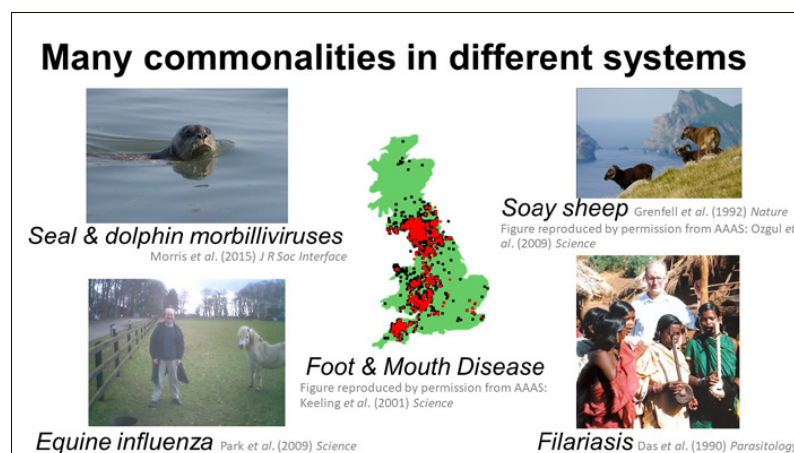 Many commonalities in different systems
Seal & dolphin morbilliviruses
Morris et al. (2015) J R Soc Interface
Soay sheep Grenfell et al. (1992) Nature
Figure reproduced by permission from AAAS: Ozgul et
al. (2009) Science
Foot & Mouth Disease
Figure reproduced by permission from AAAS:
Keeling et al. (2001) Science
Equine influenza Park et al. (2009) Science
Filariasis Das et al. (1990) Parasitology